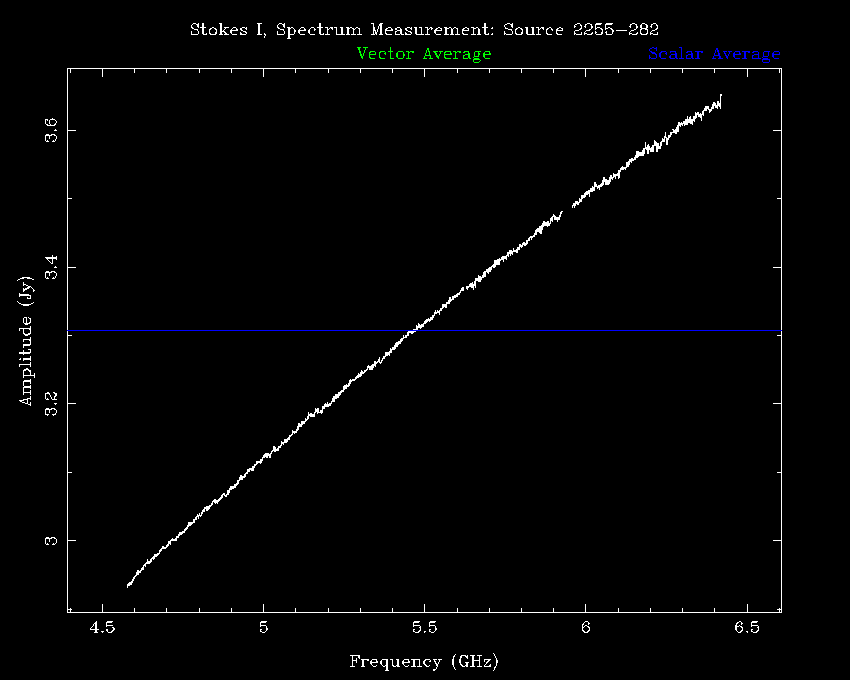 Stokes I, Spectrum Measurement: Source 2255-282
Vector Average
Scalar Average
3.6
3.4
3.2
3
Amplitude (Jy)
4.5 5 5.5 6 6.5
Frequency (GHz)